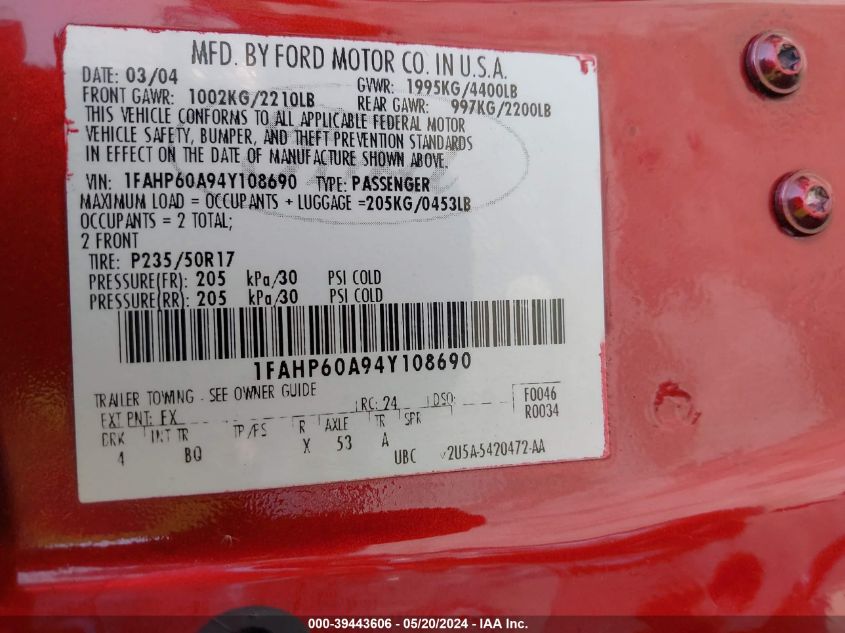 MFD. BY FORD MOTOR CO. IN U.S.A.
DATE: 03/04 GVWR: 1995KG/4400LB
FRONT GAWR: 1002KG/2210LB REAR GAWR: 997KG/2200LB
THIS VEHICLE CONFORMS TO ALL APPLICABLE FEDERAL MOTOR
VEHICLE SAFETY, BUMPER, AND THEFT PREVENTION STANDARDS
IN EFFECT ON THE DATE OF MANUFACTURE SHOWN ABOVE.
VIN: 1FAHP60A94Y108690 TYPE: PASSENGER
MAXIMUM LOAD = OCCUPANTS + LUGGAGE =205KG/0453LB
OCCUPANTS = 2 TOTAL;
2 FRONT
TIRE: P235/50R17
PRESSURE(FR): 205 kPa/30 PSI COLD
PRESSURE(RR): 205 kPa/30 PSI COLD
1FAHP60A94Y108690
TRAILER TOWING - SEE OWNER GUIDE
EXT PNT: FX RC: 24 DSO: F0046
R0034
BRK INT TR TP/PS R AXLE TR SPR
4 BQ X 53 A
UBC 2U5A-5420472-AA
000-39443606 - 05/20/2024 - IAA Inc.